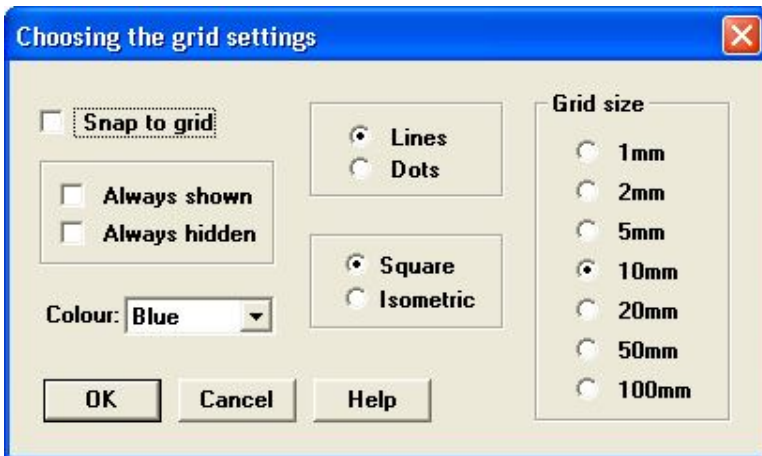 Choosing the grid settings
Snap to grid
Always shown
Always hidden
Colour: Blue
Lines
Dots
Square
Isometric
Grid size
1mm
2mm
5mm
10mm
20mm
50mm
100mm
OK Cancel Help